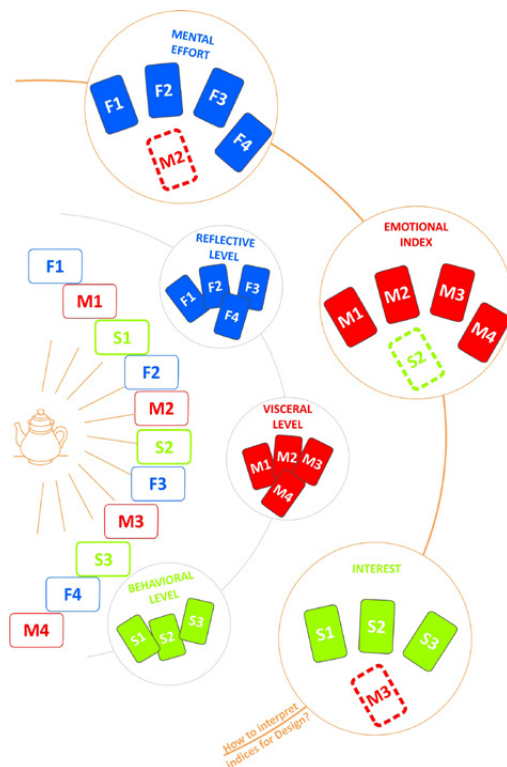 MENTAL
EFFORT
F1
F2
F3
F4
M2
REFLECTIVE
LEVEL
F1
F2
F3
F4
EMOTIONAL
INDEX
M1
M2
M3
M4
S2
F1
M1
S1
F2
M2
S2
F3
M3
S3
F4
M4
VISCERAL
LEVEL
M1
M2
M3
M4
BEHAVIORAL
LEVEL
S1
S2
S3
INTEREST
S1
S2
S3
M3
How to interpret
indices for Design?